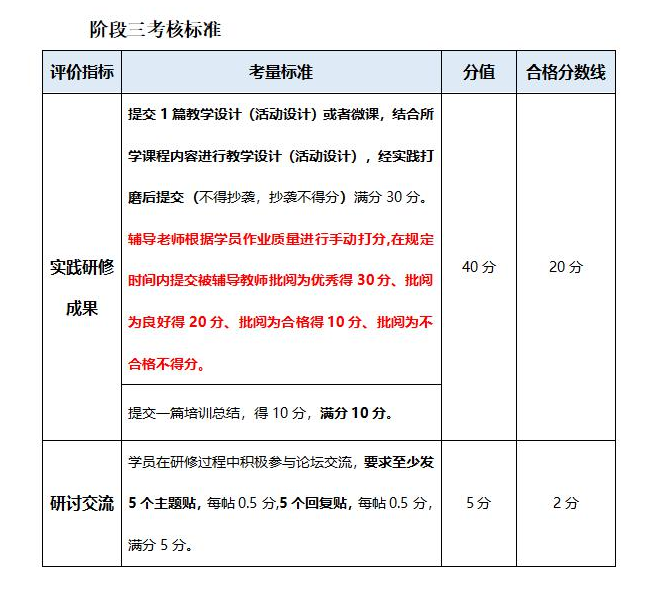 阶段三考核标准
评价指标 考量标准 分值 合格分数线
提交 1 篇教学设计（活动设计）或者微课，结合所
学课程内容进行教学设计（活动设计），经实践打
磨后提交（不得抄袭，抄袭不得分）满分 30 分。
辅导老师根据学员作业质量进行手动打分,在规定
时间内提交被辅导教师批阅为优秀得 30 分、批阅
为良好得 20 分、批阅为合格得 10 分、批阅为不
合格不得分。
实践研修
成果
40 分
20 分
提交一篇培训总结，得 10 分，满分 10 分。
研讨交流
学员在研修过程中积极参与论坛交流，要求至少发
5 个主题贴，每帖 0.5 分,5 个回复贴，每帖 0.5 分，
满分 5 分。
5 分
2 分